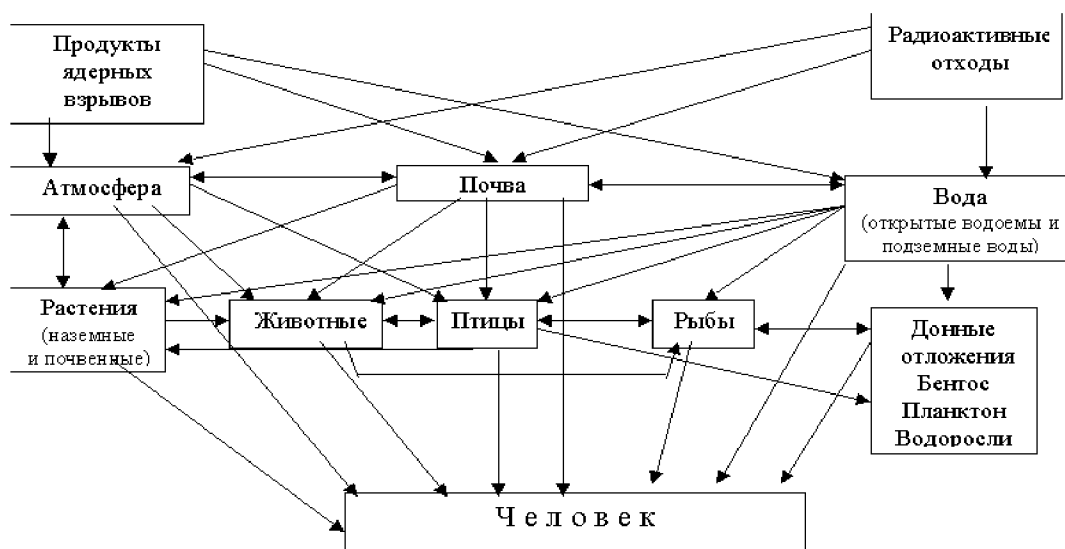 Продукты
ядерных
взрывов
Радиоактивные
отходы
Атмосфера
Почва
Вода
(открытые водоемы и
подземные воды)
Растения
(наземные
и почвенные)
Животные
Птицы
Рыбы
Донные
отложения
Бентос
Планктон
Водоросли
Ч е л о в е к